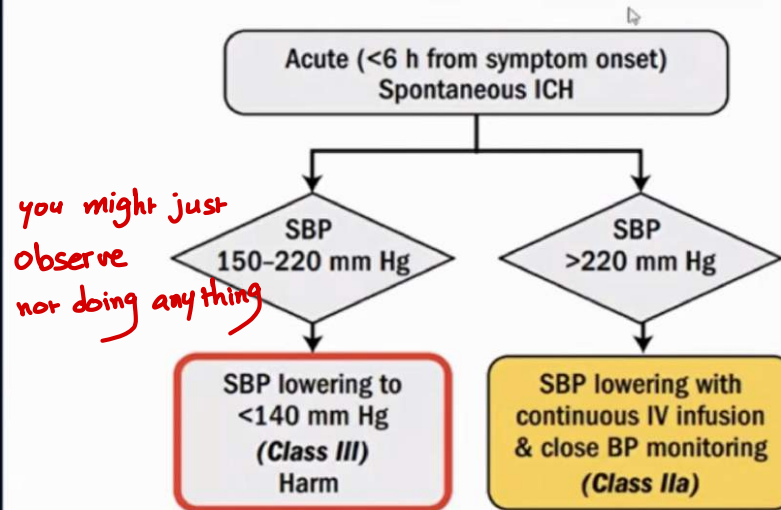 Acute (<6 h from symptom onset)
Spontaneous ICH
you might just
observe
not doing anything
SBP
150–220 mm Hg
SBP
>220 mm Hg
SBP lowering to
<140 mm Hg
(Class III)
Harm
SBP lowering with
continuous IV infusion
& close BP monitoring
(Class IIa)